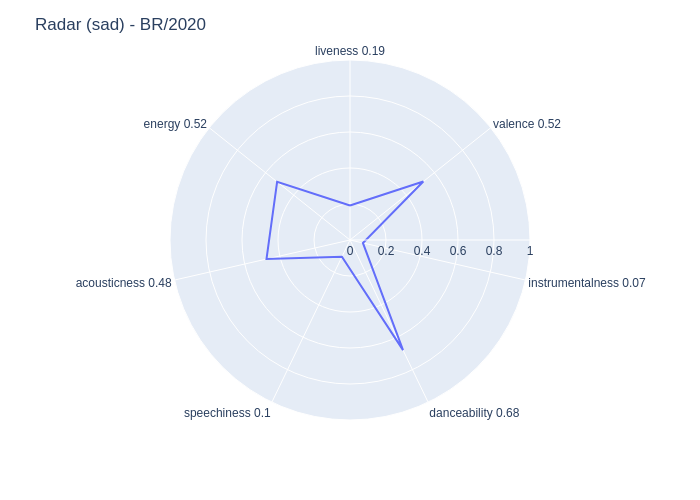 Radar (sad) - BR/2020
liveness 0.19
energy 0.52
valence 0.52
0 0.2 0.4 0.6 0.8 1
acousticness 0.48
instrumentalness 0.07
speechiness 0.1
danceability 0.68